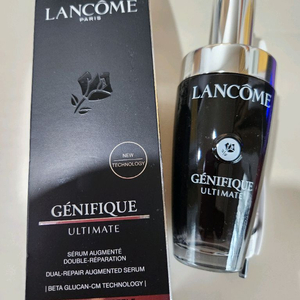 LANCÔME
PARIS
NEW
TECHNOLOGY
GÉNIFIQUE
ULTIMATE
SÉRUM AUGMENTÉ
DOUBLE-RÉPARATION
DUAL-REPAIR AUGMENTED SERUM
| BETA GLUCAN-CM TECHNOLOGY |
LANCÔME
GÉNIFIQUE
ULTIMATE